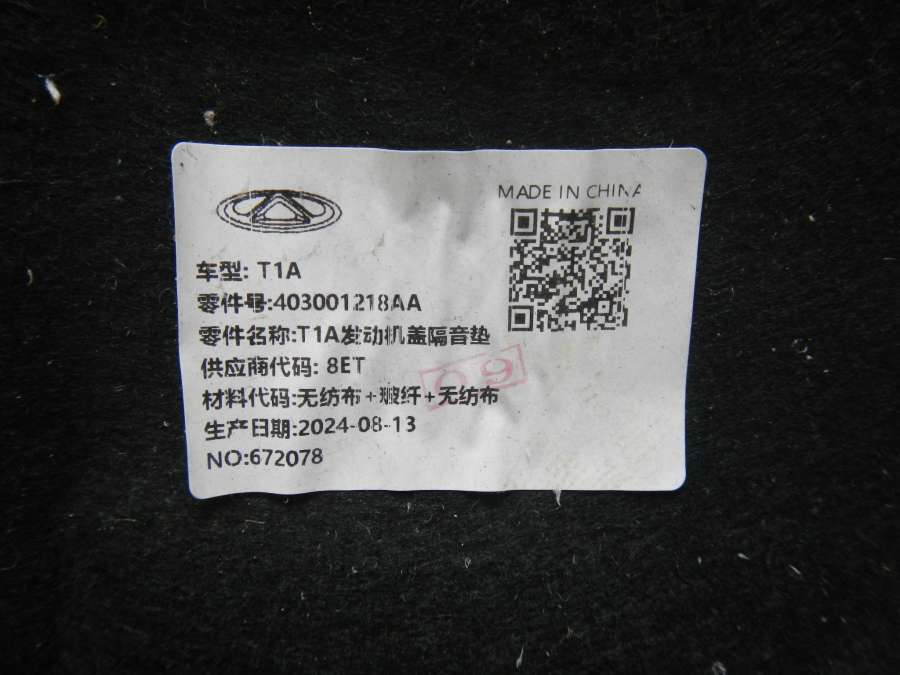 MADE IN CHINA
车型: T1A
零件号:403001218AA
零件名称:T1A发动机盖隔音垫
供应商代码: 8ET
09
材料代码:无纺布+玻纤+无纺布
生产日期:2024-08-13
NO:672078